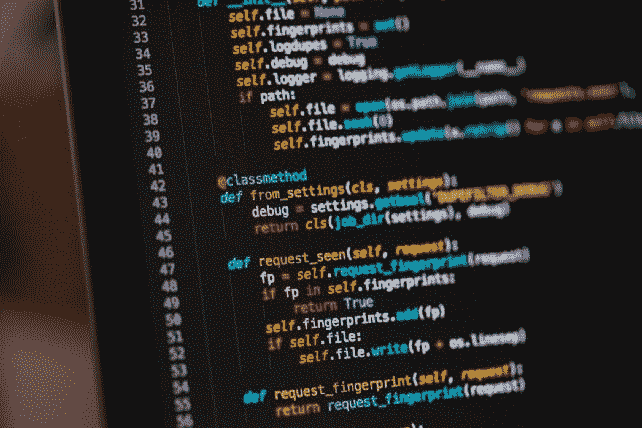 31 def __init__(self,
32 self.file = None
33 self.fingerprints = set()
34 self.logdupes = True
35 self.debug = debug
36 self.logger = logging.getLogger(__name__)
37 if path:
38 self.file = open(os.path.join(path,
39 self.file.seek(0)
40 self.fingerprints.update(
41
42 @classmethod
43 def from_settings(cls, settings):
44 debug = settings.getbool(
45 return cls(job_dir(settings), debug)
46
47 def request_seen(self, request):
48 fp = self.request_fingerprint(request)
49 if fp in self.fingerprints:
50 return True
51 self.fingerprints.add(fp)
52 if self.file:
53 self.file.write(fp + os.linesep)
54
55 def request_fingerprint(self, request):
56 return request_fingerprint(request)